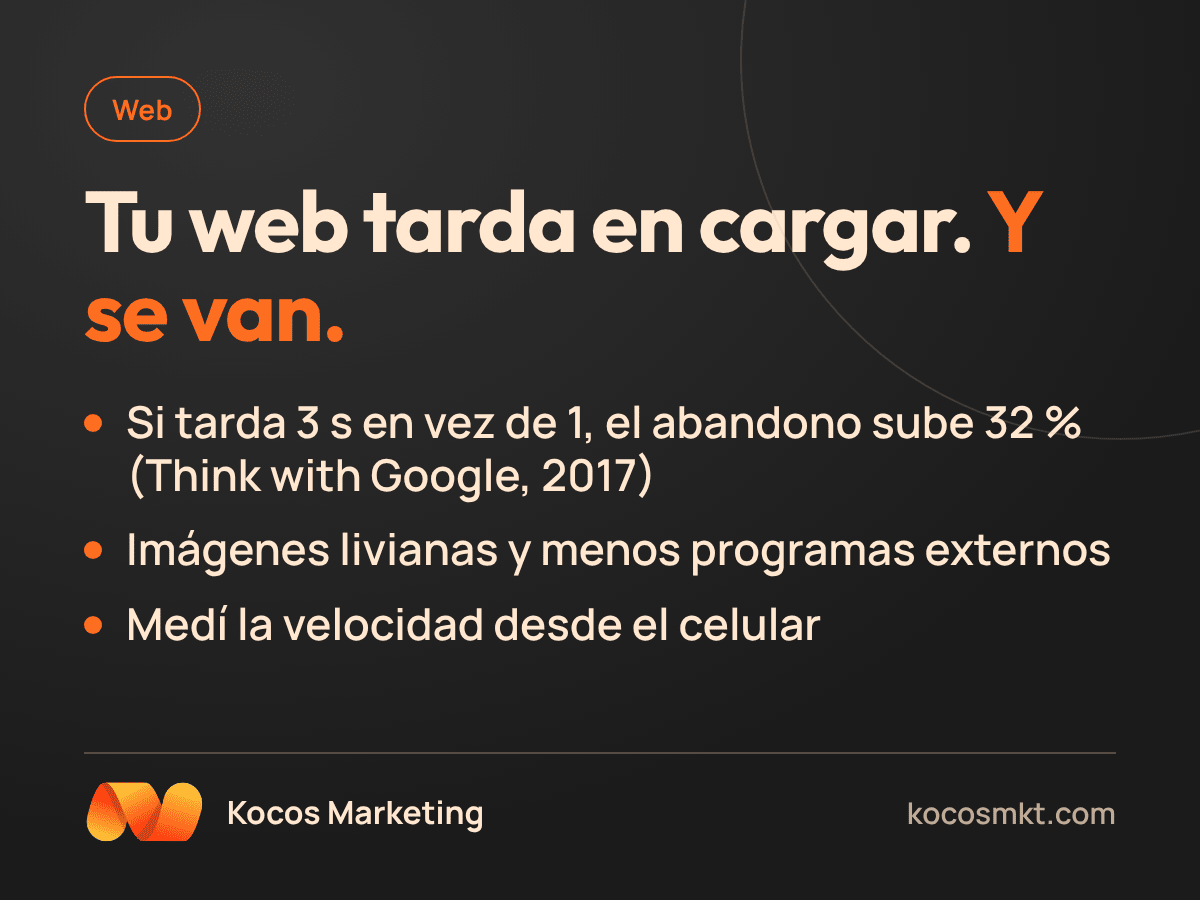 Web
Tu web tarda en cargar. Y
se van.
Si tarda 3 s en vez de 1, el abandono sube 32 %
(Think with Google, 2017)
Imágenes livianas y menos programas externos
Medí la velocidad desde el celular
Kocos Marketing
kocosmkt.com